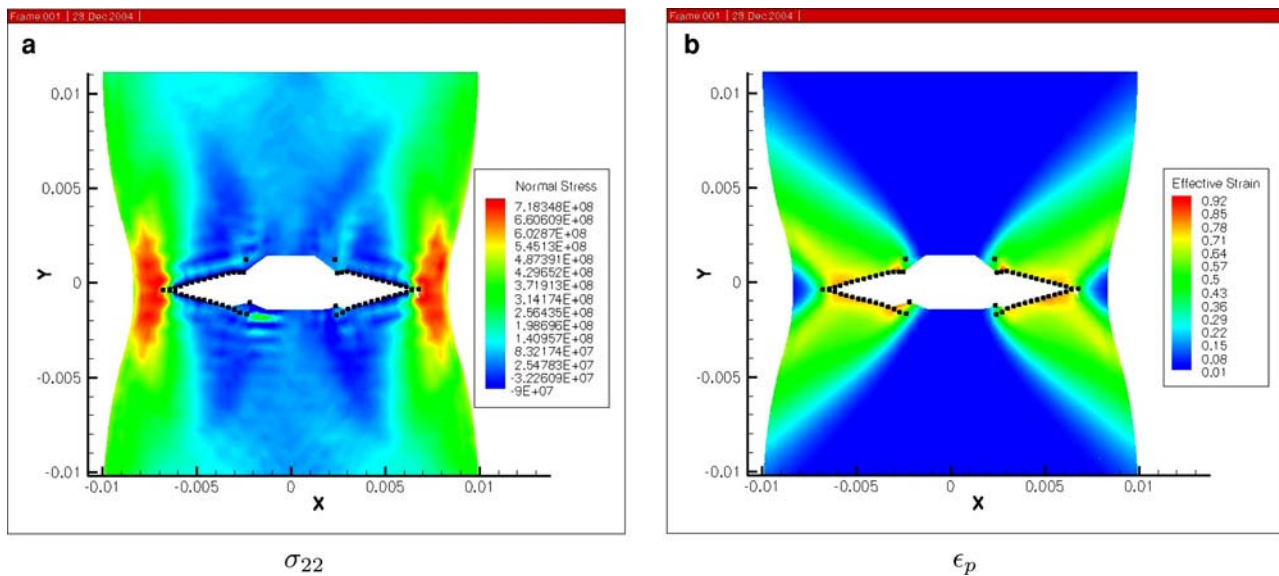 Frame 001 | 28 Dec 2004 |
a
0.01
0.005
0
-0.005
-0.01
Y
-0.01
-0.005
0
0.005
0.01
X
Normal Stress
7.18348E+08
6.60609E+08
6.0287E+08
5.4513E+08
4.87391E+08
4.29652E+08
3.71913E+08
3.14174E+08
2.56435E+08
1.98696E+08
1.40957E+08
8.32174E+07
2.54783E+07
-3.22609E+07
-9E+07
σ22
Frame 001 | 28 Dec 2004 |
b
0.01
0.005
0
-0.005
-0.01
Y
-0.01
-0.005
0
0.005
0.01
X
Effective Strain
0.92
0.85
0.78
0.71
0.64
0.57
0.50
0.43
0.36
0.29
0.22
0.15
0.08
0.01
ϵp